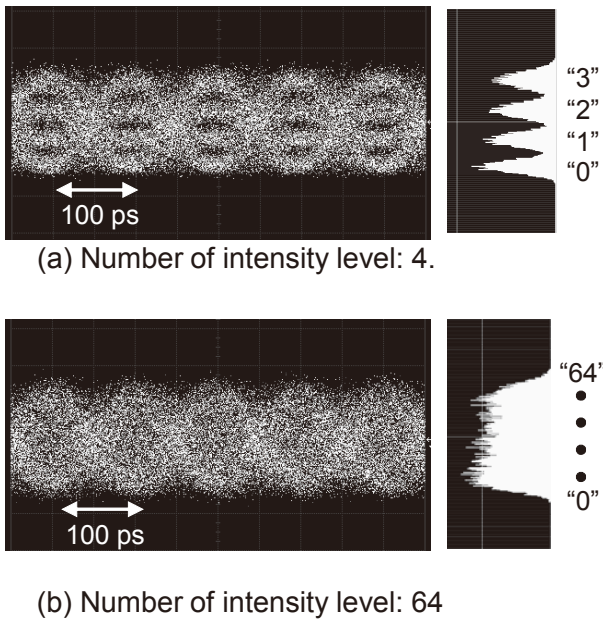 “3”
“2”
“1”
“0”
100 ps
(a) Number of intensity level: 4.
“64”
“0”
100 ps
(b) Number of intensity level: 64